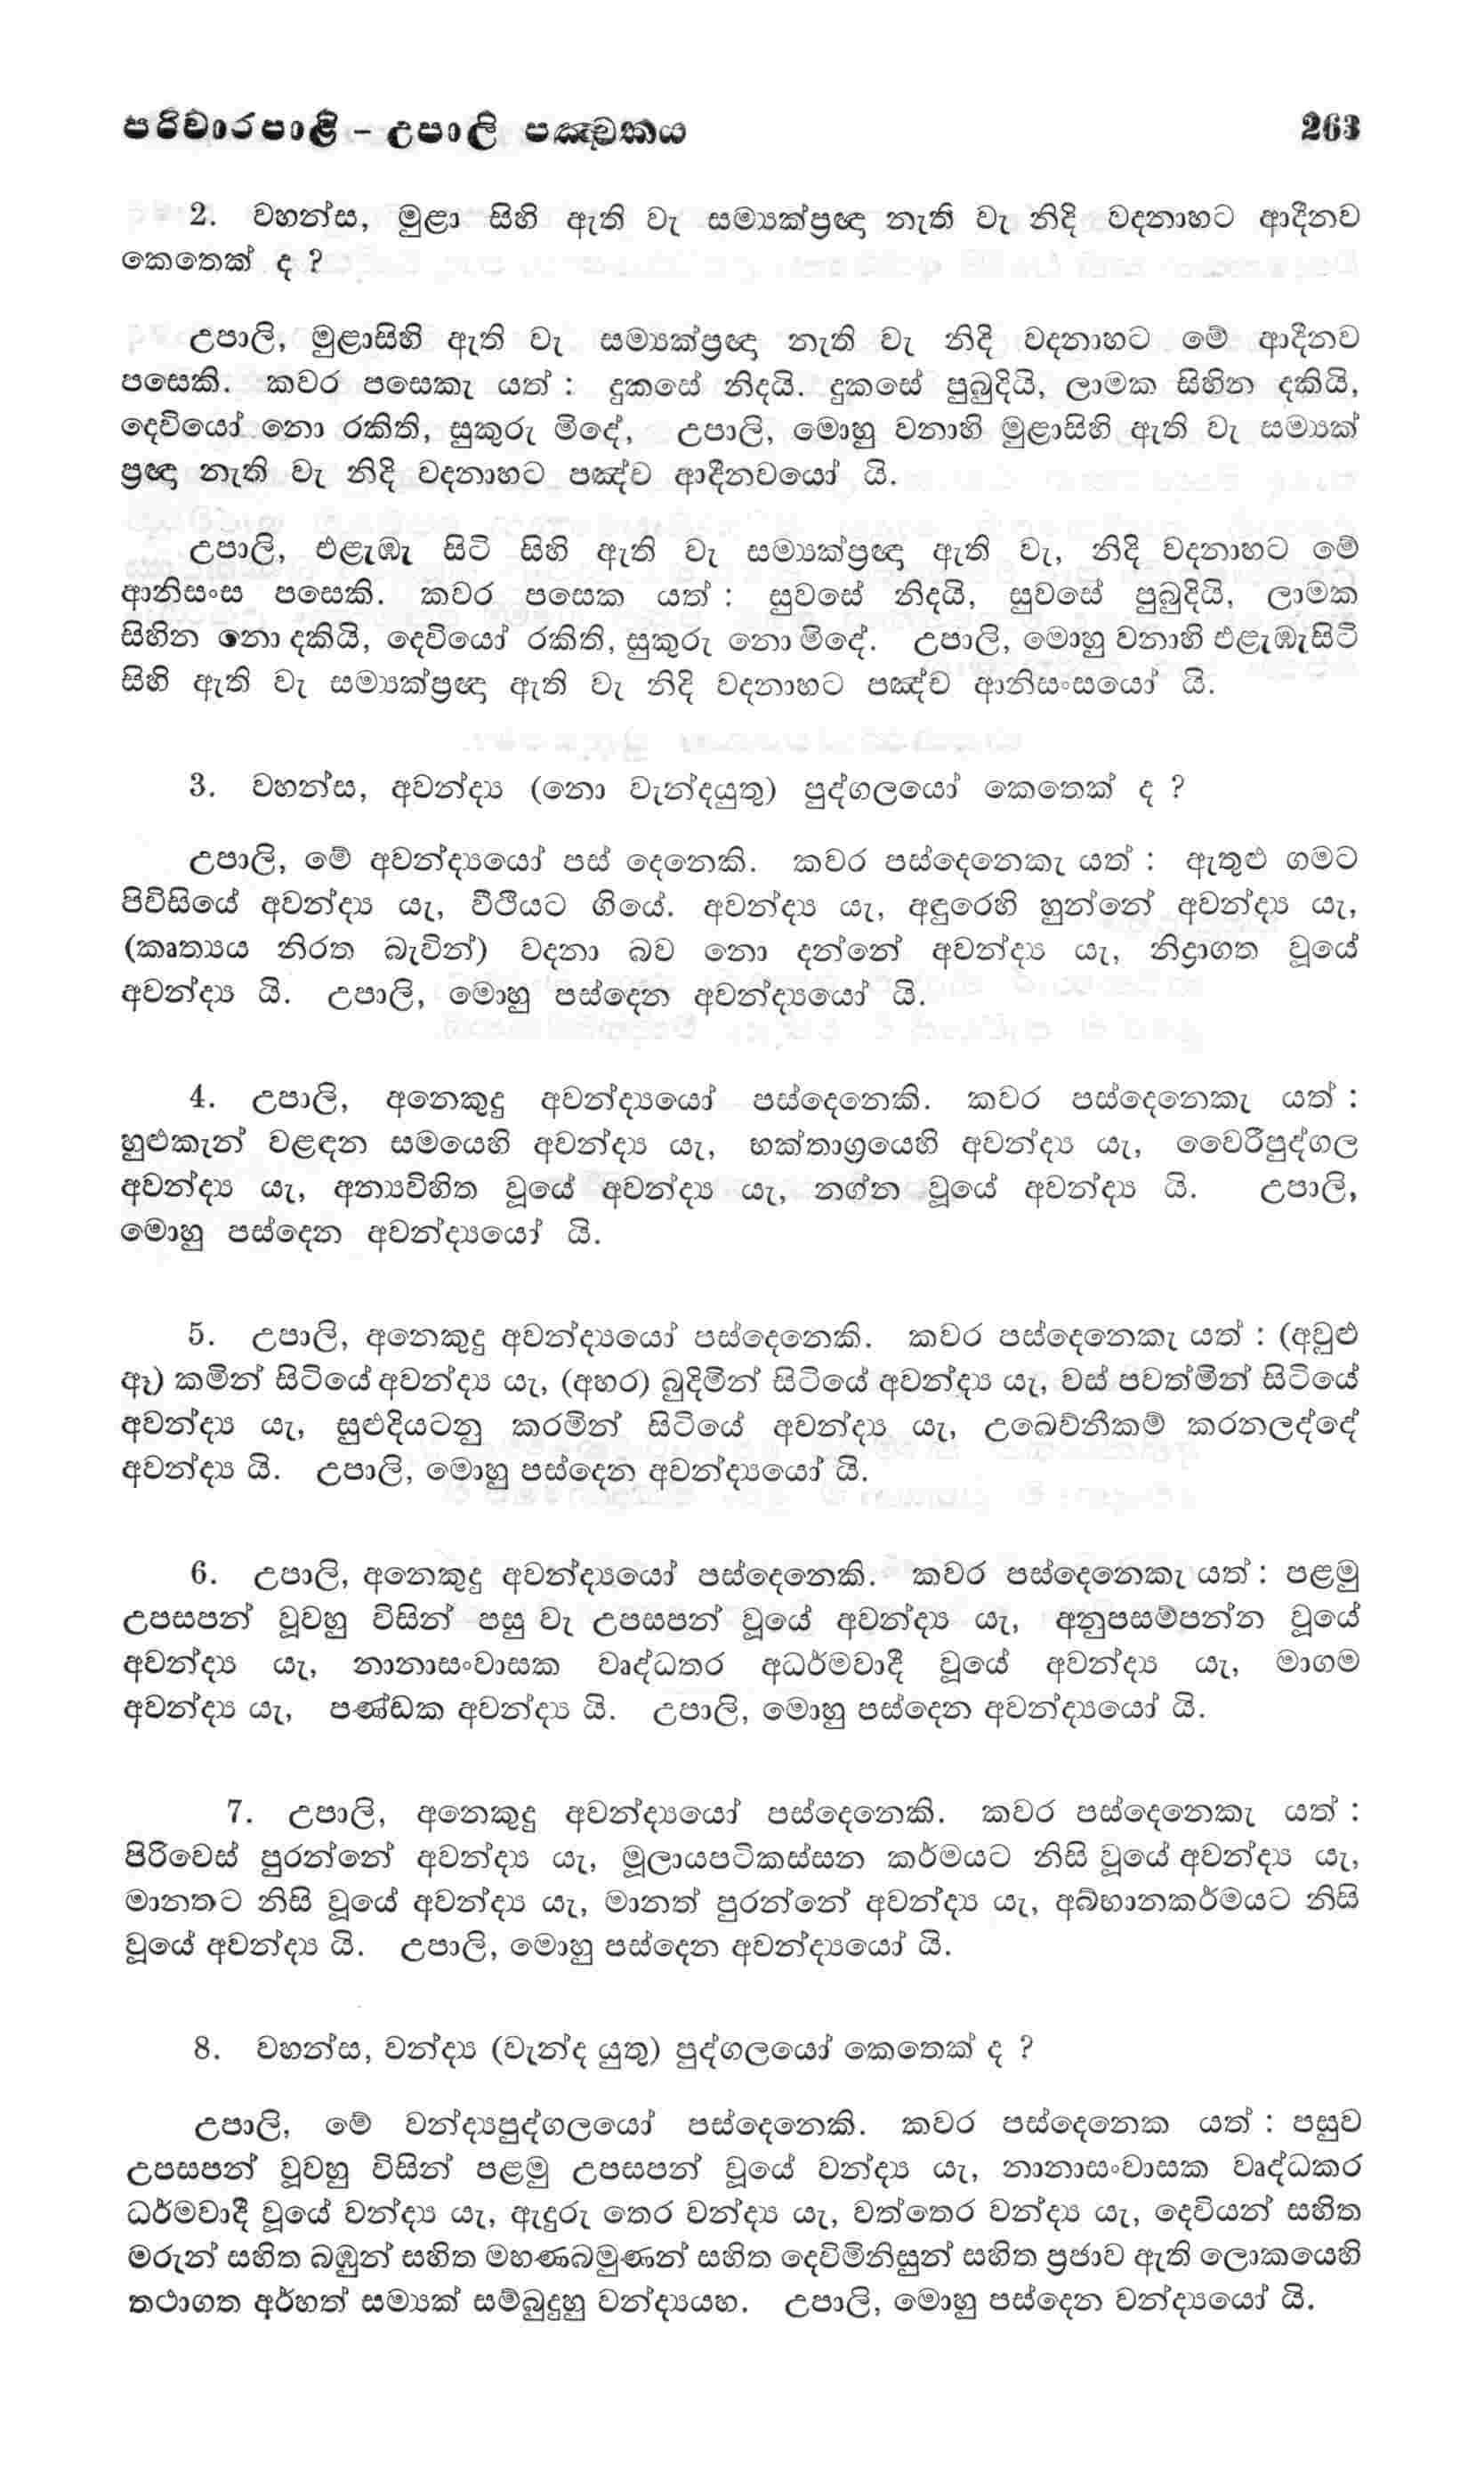 පරිවාරපාළි – උපාලි පඤ්චකය 263
2. වහන්ස, මුළා සිහි ඇති වැ සම්‍යක්ප්‍රඥා නැති වැ නිදි වදනාහට ආදීනව
කෙතෙක් ද ?
උපාලි, මුළාසිහි ඇති වැ සම්‍යක්ප්‍රඥා නැති වැ නිදි වදනාහට මේ ආදීනව
පසෙකි. කවර පසෙකැ යත් : දුකසේ නිදයි. දුකසේ පුබුදියි, ලාමක සිහින දකියි,
දෙවියෝ නො රකිති, සුකුරු මිදේ, උපාලි, මොහු වනාහි මුළාසිහි ඇති වැ සම්‍යක්
ප්‍රඥා නැති වැ නිදි වදනාහට පඤ්ච ආදීනවයෝ යි.
උපාලි, එළැඹැ සිටි සිහි ඇති වැ සම්‍යක්ප්‍රඥා ඇති වැ, නිදි වදනාහට මේ
ආනිසංස පසෙකි. කවර පසෙක යත් : සුවසේ නිදයි, සුවසේ පුබුදියි, ලාමක
සිහින නො දකියි, දෙවියෝ රකිති, සුකුරු නො මිදේ. උපාලි, මොහු වනාහි එළැඹැසිටි
සිහි ඇති වැ සම්‍යක්ප්‍රඥා ඇති වැ නිදි වදනාහට පඤ්ච ආනිසංසයෝ යි.
3. වහන්ස, අවන්ද්‍ය (නො වැන්දයුතු) පුද්ගලයෝ කෙතෙක් ද ?
උපාලි, මේ අවන්ද්‍යයෝ පස් දෙනෙකි. කවර පස්දෙනෙකැ යත් : ඇතුළු ගමට
පිවිසියේ අවන්ද්‍ය යැ, වීථියට ගියේ. අවන්ද්‍ය යැ, අඳුරෙහි හුන්නේ අවන්ද්‍ය යැ,
(කෘත්‍යය නිරත බැවින්) වදනා බව නො දන්නේ අවන්ද්‍ය යැ, නිද්‍රාගත වූයේ
අවන්ද්‍ය යි. උපාලි, මොහු පස්දෙන අවන්ද්‍යයෝ යි.
4. උපාලි, අනෙකුදු අවන්ද්‍යයෝ පස්දෙනෙකි. කවර පස්දෙනෙකැ යත් :
හුළුකැන් වළඳන සමයෙහි අවන්ද්‍ය යැ, භක්තාග්‍රයෙහි අවන්ද්‍ය යැ, වෛරීපුද්ගල
අවන්ද්‍ය යැ, අන්‍යවිහිත වූයේ අවන්ද්‍ය යැ, නග්න වූයේ අවන්ද්‍ය යි. උපාලි,
මොහු පස්දෙන අවන්ද්‍යයෝ යි.
5. උපාලි, අනෙකුදු අවන්ද්‍යයෝ පස්දෙනෙකි. කවර පස්දෙනෙකැ යත් : (අවුළු
ඈ) කමින් සිටියේ අවන්ද්‍ය යැ, (අහර) බුදිමින් සිටියේ අවන්ද්‍ය යැ, වස් පවත්මින් සිටියේ
අවන්ද්‍ය යැ, සුළුදියටනු කරමින් සිටියේ අවන්ද්‍ය යැ, උඛෙව්නීකම් කරනලද්දේ
අවන්ද්‍ය යි. උපාලි, මොහු පස්දෙන අවන්ද්‍යයෝ යි.
6. උපාලි, අනෙකුදු අවන්ද්‍යයෝ පස්දෙනෙකි. කවර පස්දෙනෙකැ යත් : පළමු
උපසපන් වූවහු විසින් පසු වැ උපසපන් වූයේ අවන්ද්‍ය යැ, අනුපසම්පන්න වූයේ
අවන්ද්‍ය යැ, නානාසංවාසක වෘද්ධතර අධර්මවාදී වූයේ අවන්ද්‍ය යැ, මාගම
අවන්ද්‍ය යැ, පණ්ඩක අවන්ද්‍ය යි. උපාලි, මොහු පස්දෙන අවන්ද්‍යයෝ යි.
7. උපාලි, අනෙකුදු අවන්ද්‍යයෝ පස්දෙනෙකි. කවර පස්දෙනෙකැ යත් :
පිරිවෙස් පුරන්නේ අවන්ද්‍ය යැ, මූලායපටිකස්සන කර්මයට නිසි වූයේ අවන්ද්‍ය යැ,
මානතට නිසි වූයේ අවන්ද්‍ය යැ, මානත් පුරන්නේ අවන්ද්‍ය යැ, අබ්භානකර්මයට නිසි
වූයේ අවන්ද්‍ය යි. උපාලි, මොහු පස්දෙන අවන්ද්‍යයෝ යි.
8. වහන්ස, වන්ද්‍ය (වැන්ද යුතු) පුද්ගලයෝ කෙතෙක් ද ?
උපාලි, මේ වන්ද්‍යපුද්ගලයෝ පස්දෙනෙකි. කවර පස්දෙනෙක යත් : පසුව
උපසපන් වූවහු විසින් පළමු උපසපන් වූයේ වන්ද්‍ය යැ, නානාසංවාසක වෘද්ධකර
ධර්මවාදී වූයේ වන්ද්‍ය යැ, ඇදුරු තෙර වන්ද්‍ය යැ, වත්තෙර වන්ද්‍ය යැ, දෙවියන් සහිත
මරුන් සහිත බඹුන් සහිත මහණබමුණන් සහිත දෙව්මිනිසුන් සහිත ප්‍රජාව ඇති ලොකයෙහි
තථාගත අර්හත් සම්‍යක් සම්බුදුහු වන්ද්‍යයහ. උපාලි, මොහු පස්දෙන වන්ද්‍යයෝ යි.